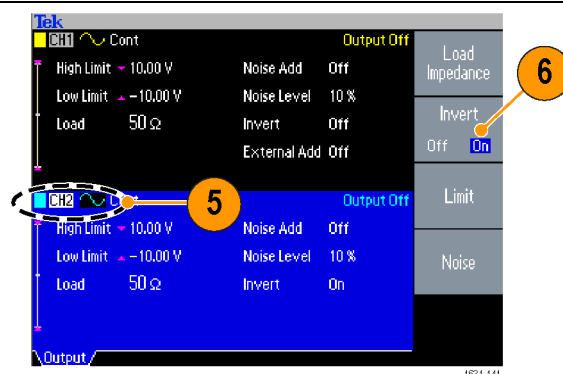 Tek
CH1 Cont Output Off
High Limit 10.00 V Noise Add Off
Low Limit -10.00 V Noise Level 10 %
Load 50 Ω Invert Off
External Add Off
CH2 Output Off
High Limit 10.00 V Noise Add Off
Low Limit -10.00 V Noise Level 10 %
Load 50 Ω Invert On
Output
Load
Impedance
Invert
Off On
Limit
Noise
5
6